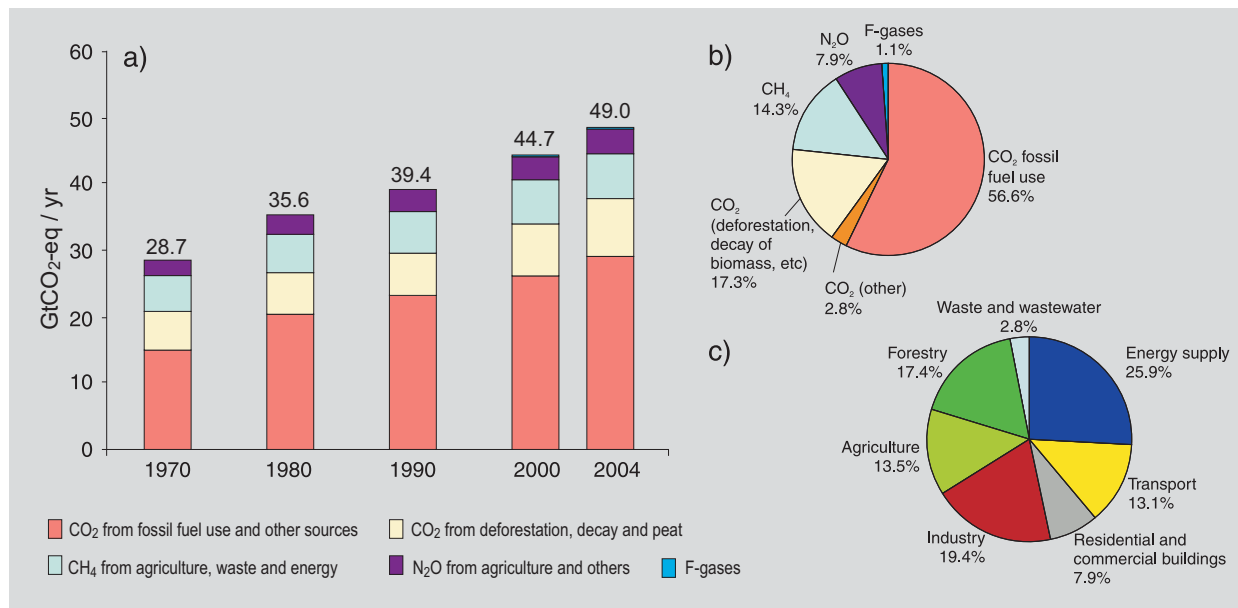 a)
GtCO₂-eq / yr
60
50
40
30
20
10
0
28.7
35.6
39.4
44.7
49.0
1970
1980
1990
2000
2004
CO₂ from fossil fuel use and other sources
CO₂ from deforestation, decay and peat
CH₄ from agriculture, waste and energy
N₂O from agriculture and others
F-gases
b)
F-gases
1.1%
N₂O
7.9%
CH₄
14.3%
CO₂ fossil
fuel use
56.6%
CO₂
(deforestation,
decay of
biomass, etc)
17.3%
CO₂ (other)
2.8%
c)
Waste and wastewater
2.8%
Forestry
17.4%
Energy supply
25.9%
Agriculture
13.5%
Transport
13.1%
Industry
19.4%
Residential and
commercial buildings
7.9%